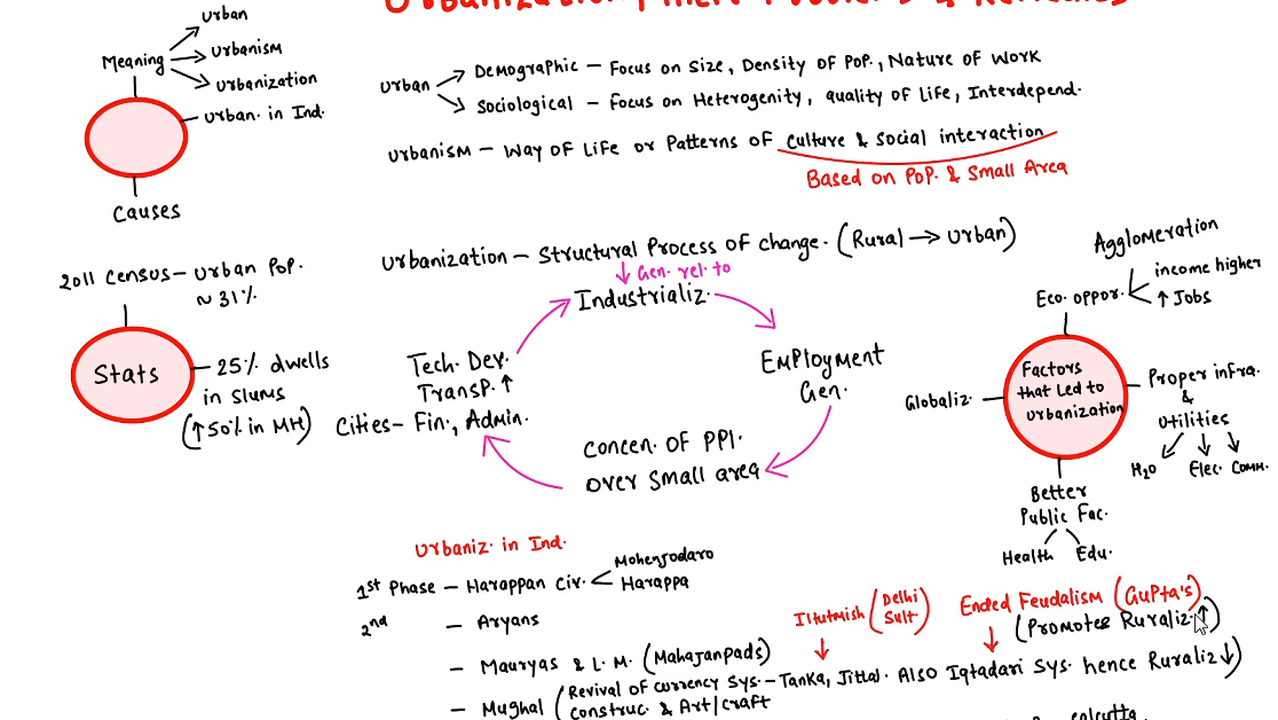 Urban
Meaning
Urbanism
Urbanization
Urban. in Ind.
Causes
Urban
Demographic – Focus on Size, Density of Pop., Nature of Work
Sociological – Focus on Heterogenity, quality of Life, Interdepend.
Urbanism – Way of Life or Patterns of Culture & social interaction
Based on Pop. & Small Area
Urbanization – Structural Process of change. (Rural → Urban)
↓ Gen. rel. to
Industrializ.
Employment
Gen.
Concen. of PPl.
over small area
Tech. Dev.
Transp. ↑
Cities – Fin., Admin.
2011 Census – Urban Pop.
~ 31%
Stats
25% dwells
in Slums
(↑50% in MH)
Agglomeration
Eco. oppor.
income higher
↑ Jobs
Factors
that Led to
Urbanization
Globaliz.
Proper infra.
&
Utilities
H2O Elec. Comm.
Better
Public Fac.
Health Edu.
Urbaniz. in Ind.
1st Phase – Harappan Civ.
Mohenjodaro
Harappa
2nd – Aryans
– Mauryas & L. M. (Mahajanpads)
Iltutmish (Delhi
Sult)
Ended Feudalism (Gupta's)
(Promotes Ruraliz. ↑)
– Mughal (Revival of currency Sys. – Tanka, Jittal. Also Iqtadari Sys. hence Ruraliz ↓)
Construc. & Art/Craft
calcutta,